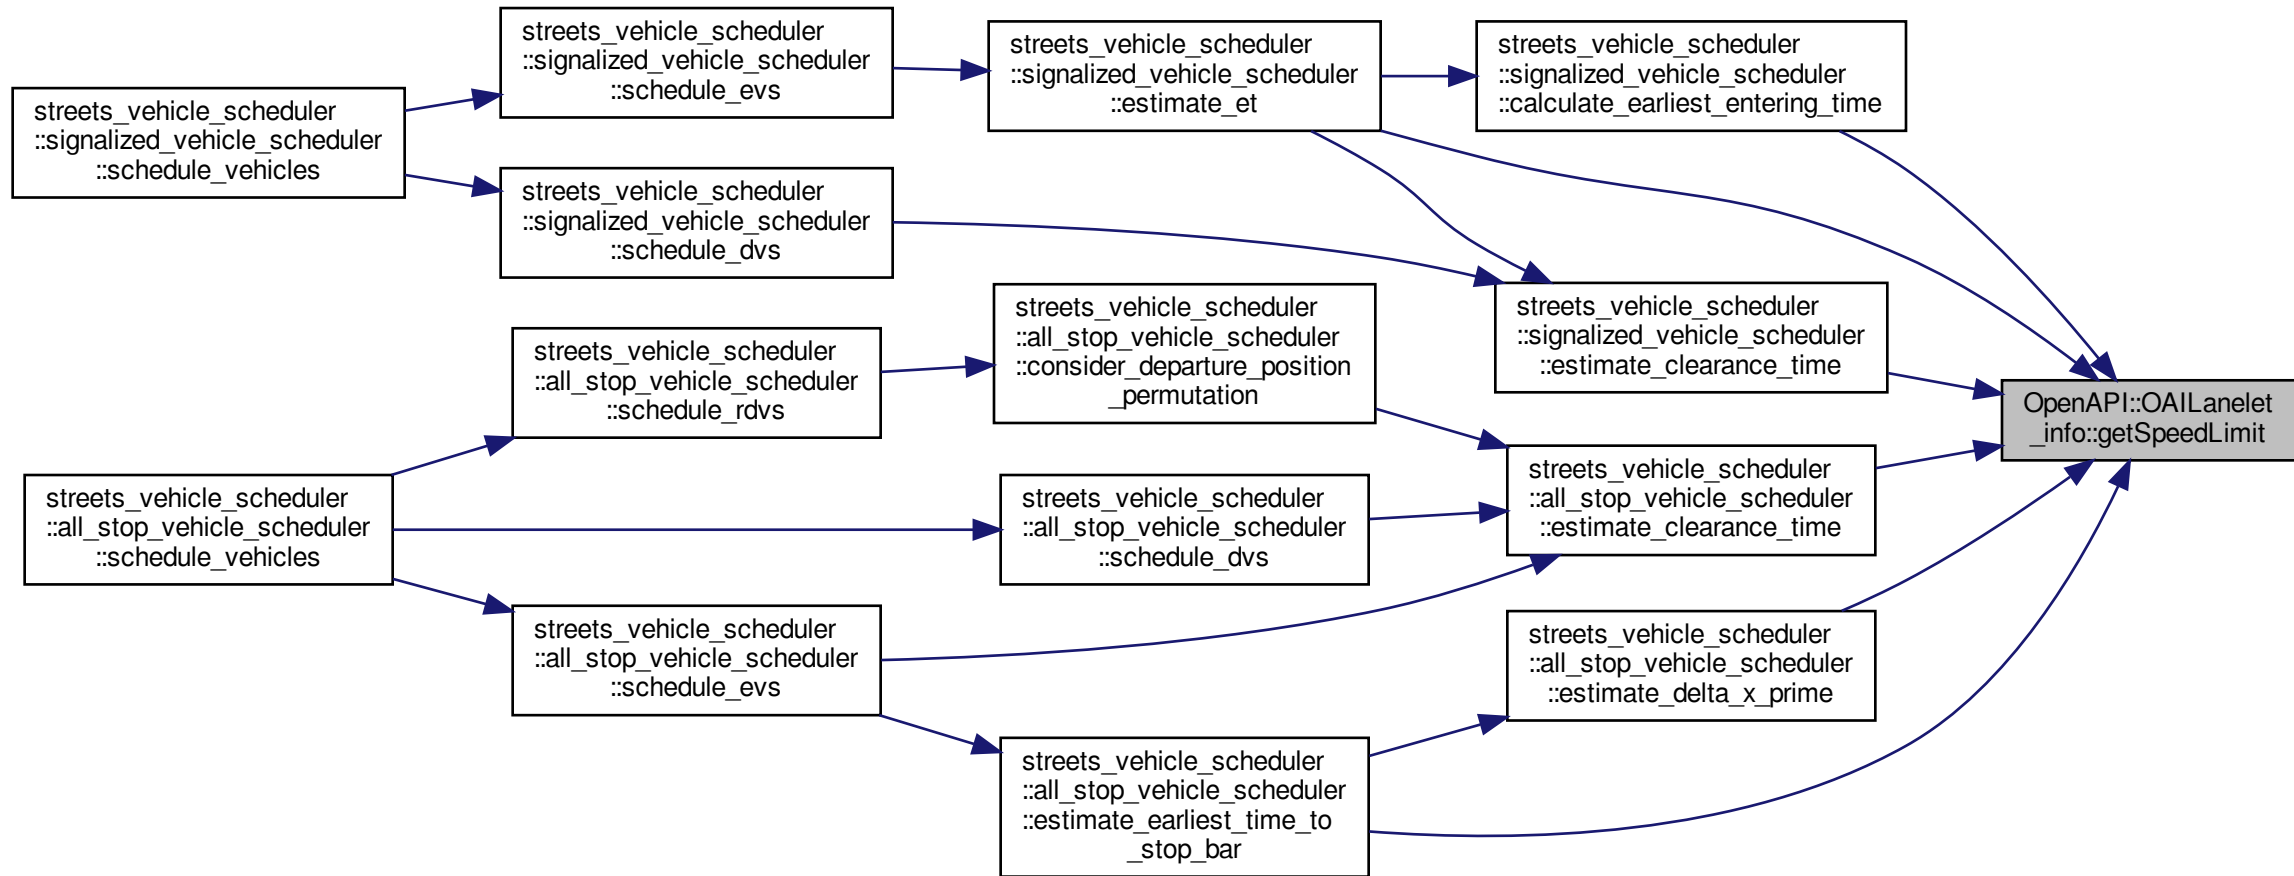 streets_vehicle_scheduler
::signalized_vehicle_scheduler
::schedule_vehicles
streets_vehicle_scheduler
::signalized_vehicle_scheduler
::schedule_evs
streets_vehicle_scheduler
::signalized_vehicle_scheduler
::schedule_dvs
streets_vehicle_scheduler
::signalized_vehicle_scheduler
::estimate_et
streets_vehicle_scheduler
::signalized_vehicle_scheduler
::calculate_earliest_entering_time
streets_vehicle_scheduler
::signalized_vehicle_scheduler
::estimate_clearance_time
streets_vehicle_scheduler
::all_stop_vehicle_scheduler
::consider_departure_position
_permutation
streets_vehicle_scheduler
::all_stop_vehicle_scheduler
::schedule_rdvs
OpenAPI::OAILanelet
_info::getSpeedLimit
streets_vehicle_scheduler
::all_stop_vehicle_scheduler
::estimate_clearance_time
streets_vehicle_scheduler
::all_stop_vehicle_scheduler
::schedule_vehicles
streets_vehicle_scheduler
::all_stop_vehicle_scheduler
::schedule_dvs
streets_vehicle_scheduler
::all_stop_vehicle_scheduler
::schedule_evs
streets_vehicle_scheduler
::all_stop_vehicle_scheduler
::estimate_delta_x_prime
streets_vehicle_scheduler
::all_stop_vehicle_scheduler
::estimate_earliest_time_to
_stop_bar